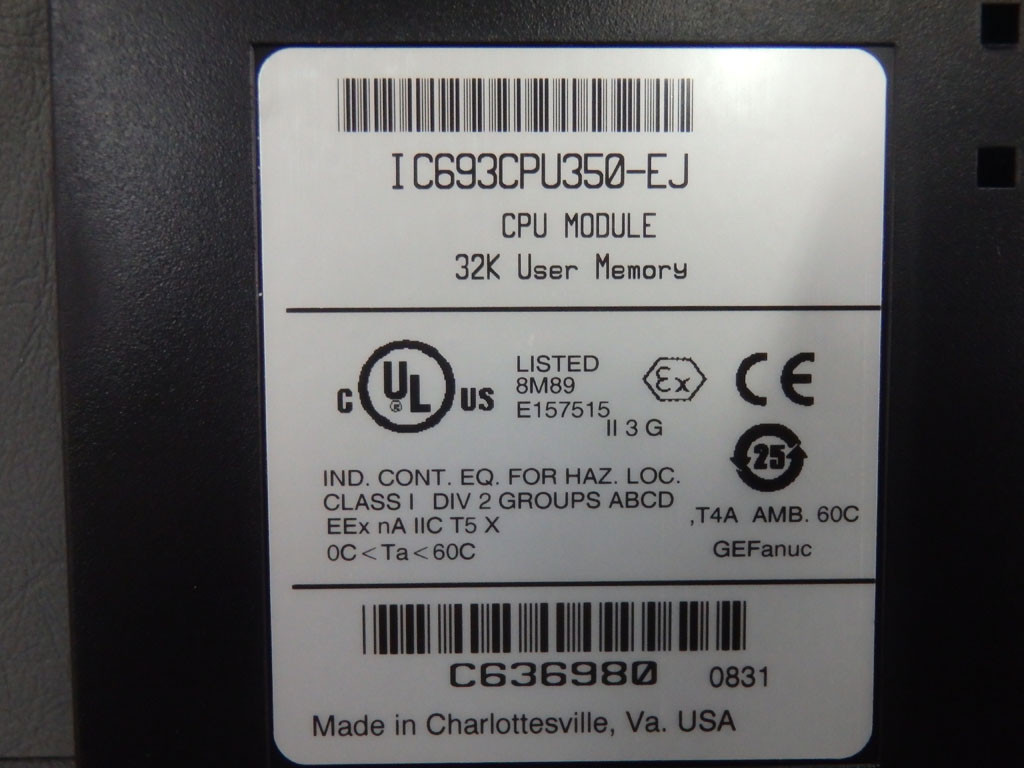 IC693CPU350-EJ
CPU MODULE
32K User Memory
C UL ® US
LISTED
8M89
E157515
Ex
II 3 G
CE
25
IND. CONT. EQ. FOR HAZ. LOC.
CLASS I DIV 2 GROUPS ABCD
,T4A AMB. 60C
EEx nA IIC T5 X
0C<Ta<60C
GEFanuc
C636980
0831
Made in Charlottesville, Va. USA